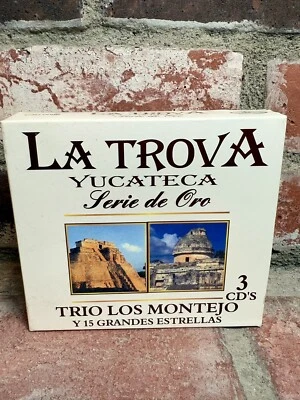 LA TROVA
YUCATECA
Serie de Oro
3
CD'S
TRIO LOS MONTEJO
Y 15 GRANDES ESTRELLAS